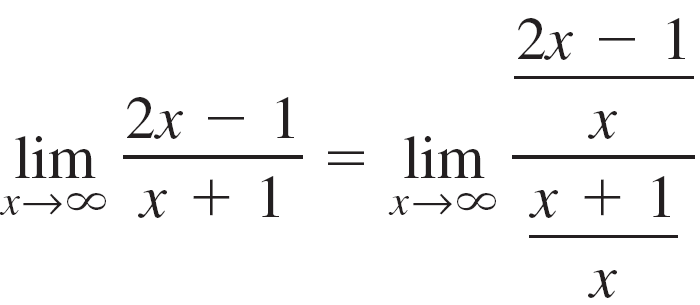 lim x→∞ (2x − 1)/(x + 1) = lim x→∞ ((2x − 1)/x)/((x + 1)/x)